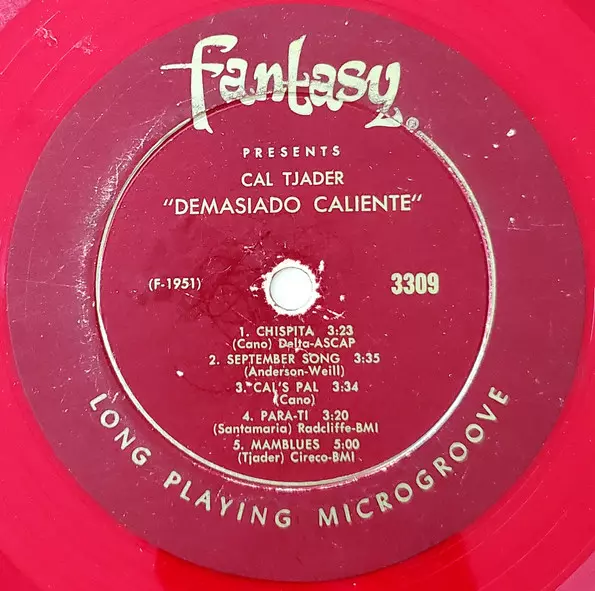 fantasy®
PRESENTS
CAL TJADER
"DEMASIADO CALIENTE"
(F-1951)
3309
1. CHISPITA 3:23
(Cano) Delta-ASCAP
2. SEPTEMBER SONG 3:35
(Anderson-Weill)
3. CAL'S PAL 3:34
(Cano)
4. PARA-TI 3:20
(Santamaria) Radcliffe-BMI
5. MAMBLUES 5:00
(Tjader) Cireco-BMI
LONG PLAYING MICROGROOVE